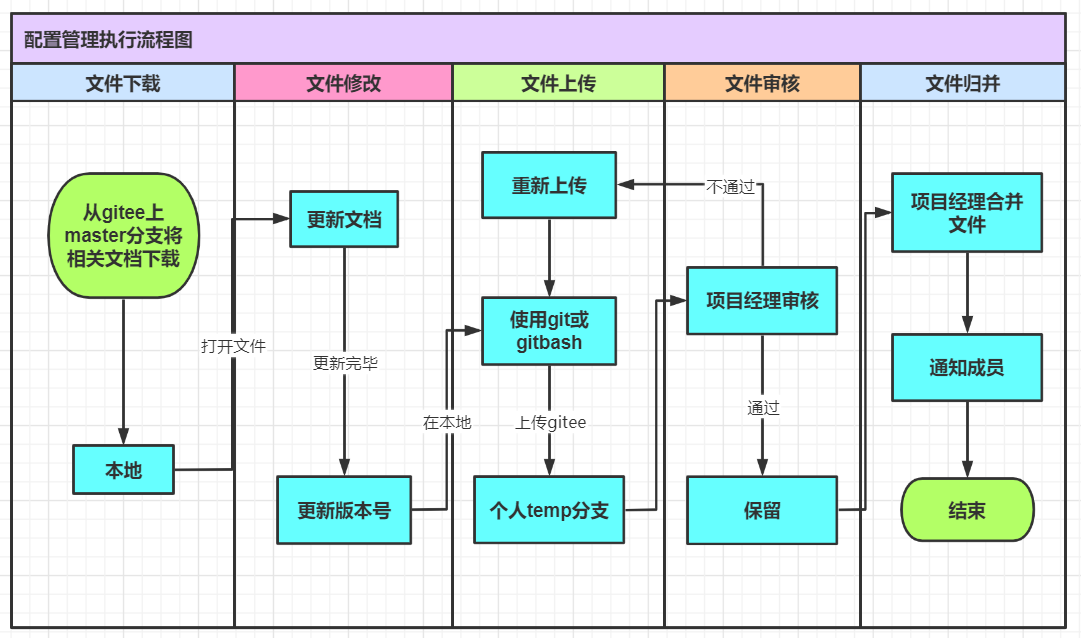 配置管理执行流程图
文件下载
文件修改
文件上传
文件审核
文件归并
从gitee上
master分支将
相关文档下载
打开文件
本地
更新文档
更新完毕
更新版本号
在本地
重新上传
使用git或
gitbash
上传gitee
个人temp分支
不通过
项目经理审核
通过
保留
项目经理合并
文件
通知成员
结束